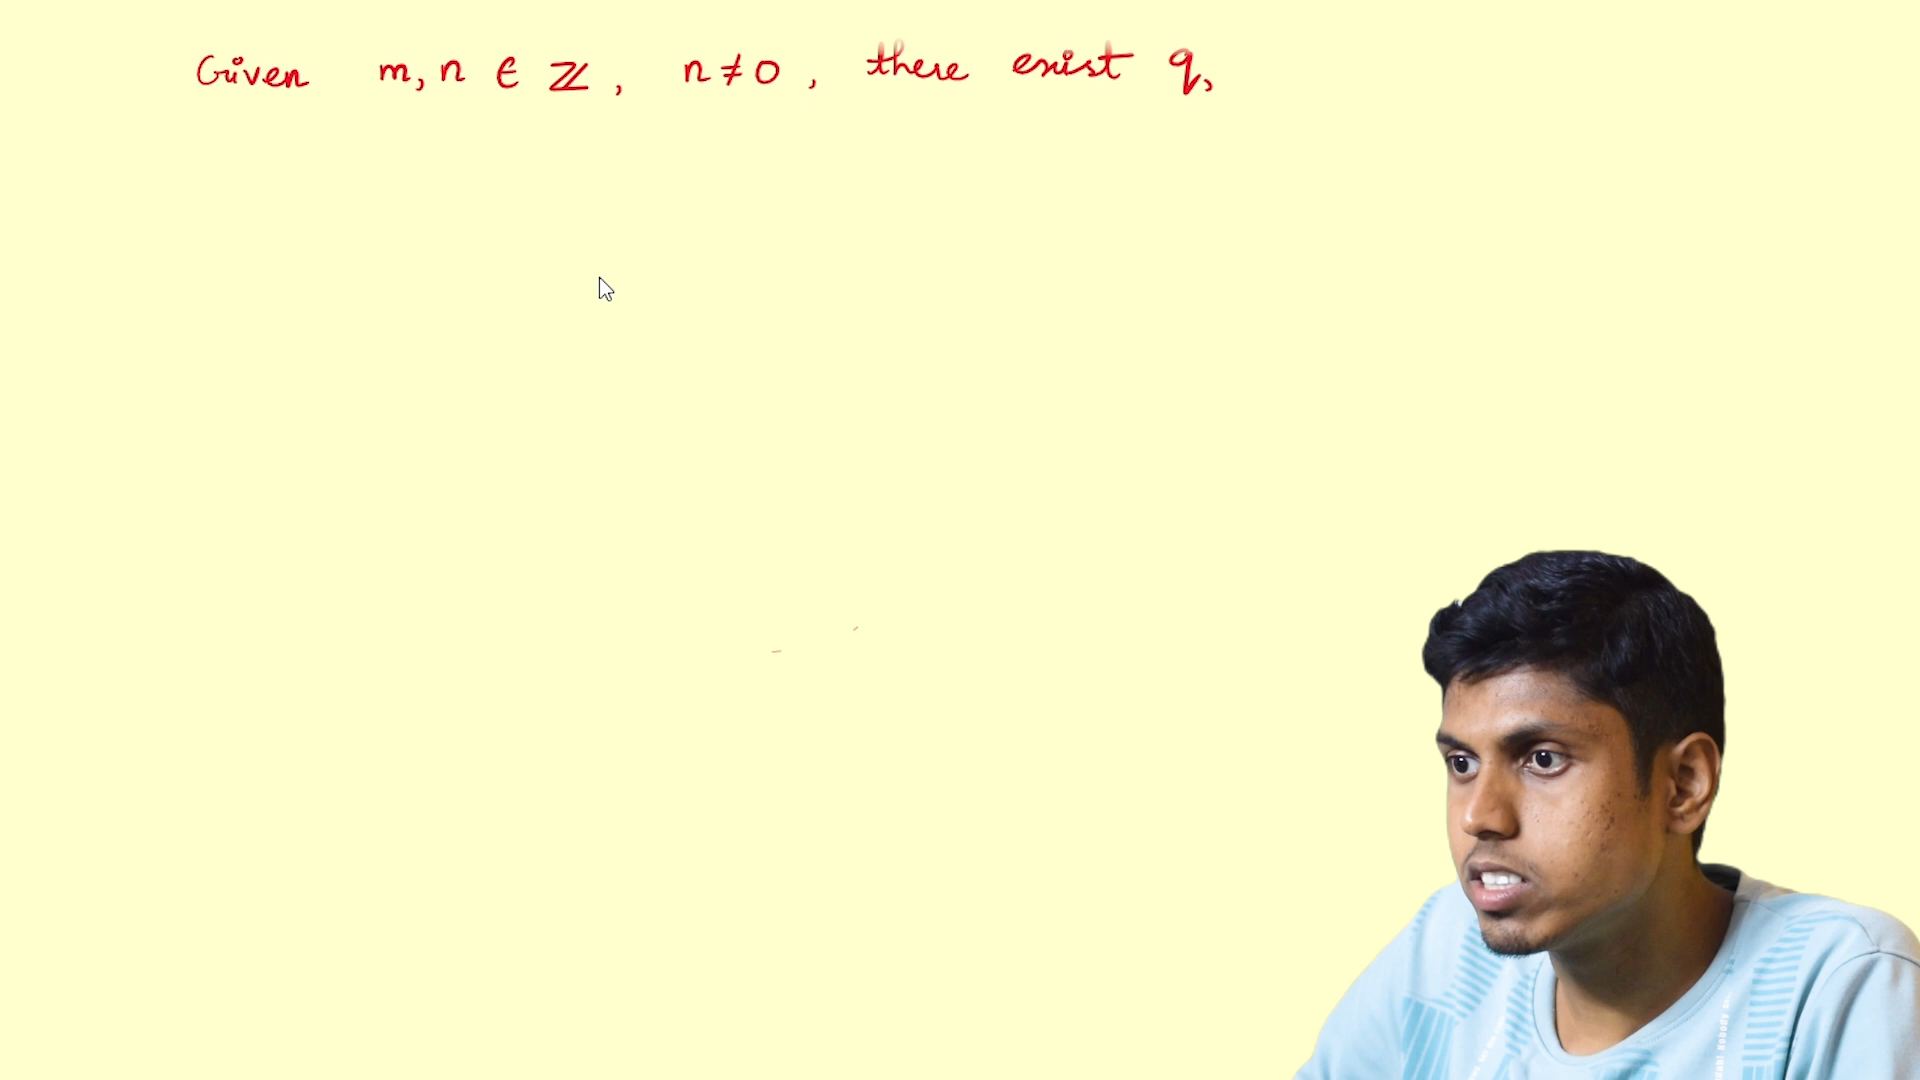 Given m, n ∈ ℤ, n ≠ 0, there exist q,